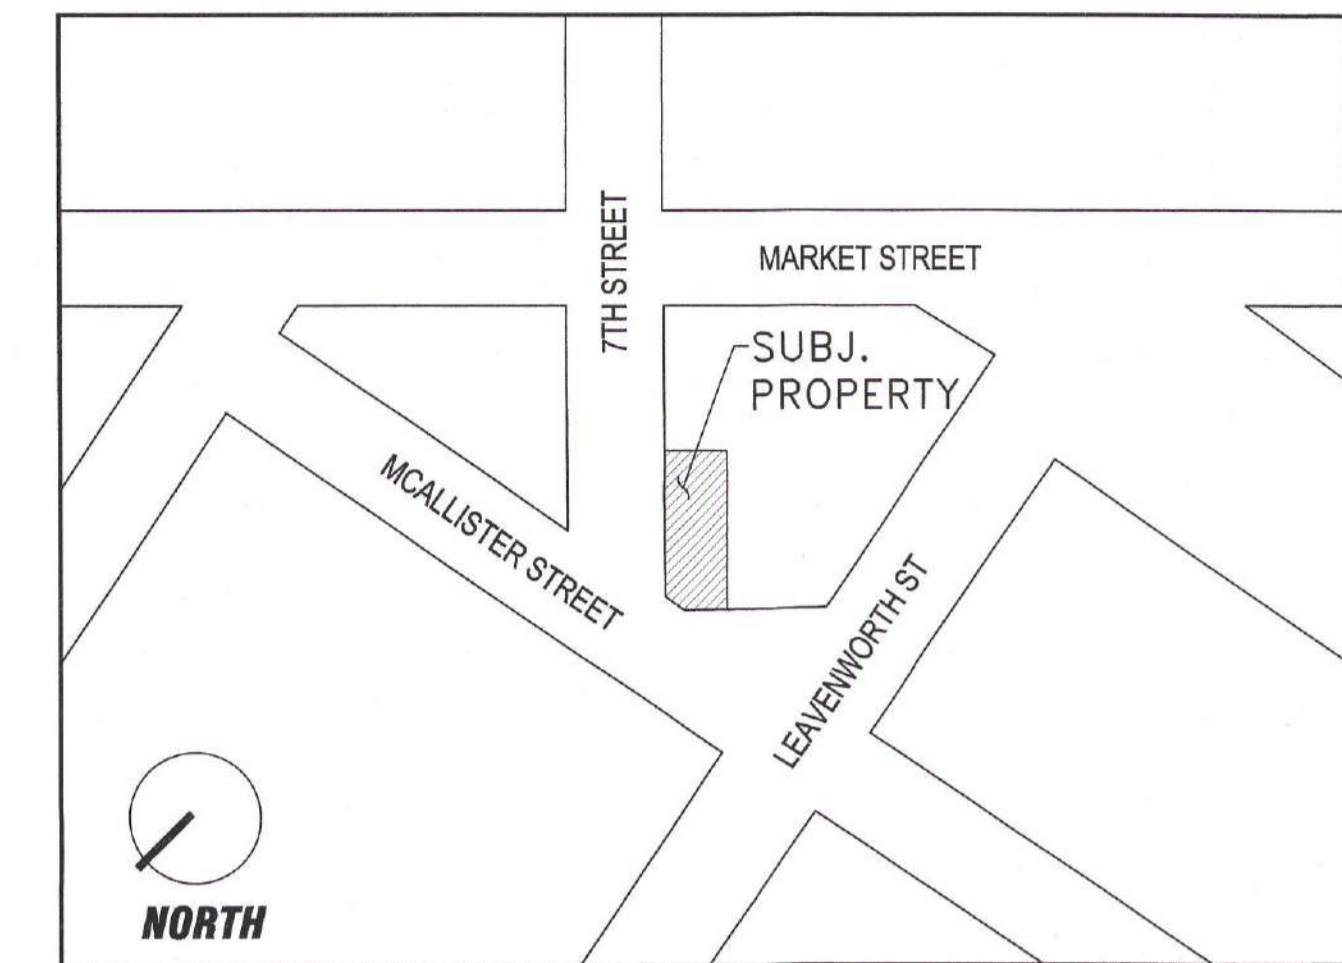 7TH STREET
MARKET STREET
SUBJ.
PROPERTY
MCALLISTER STREET
LEAVENWORTH ST
NORTH